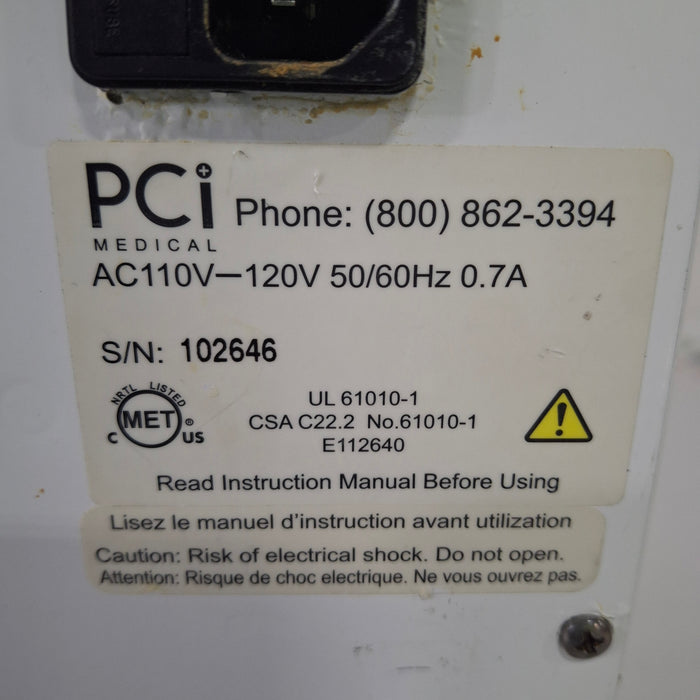 PCi Phone: (800) 862-3394
MEDICAL
AC110V—120V 50/60Hz 0.7A
S/N: 102646
NRTL LISTED
MET ®
C US
UL 61010-1
CSA C22.2 No.61010-1
E112640
Read Instruction Manual Before Using
Lisez le manuel d'instruction avant utilization
Caution: Risk of electrical shock. Do not open.
Attention: Risque de choc electrique. Ne vous ouvrez pas.